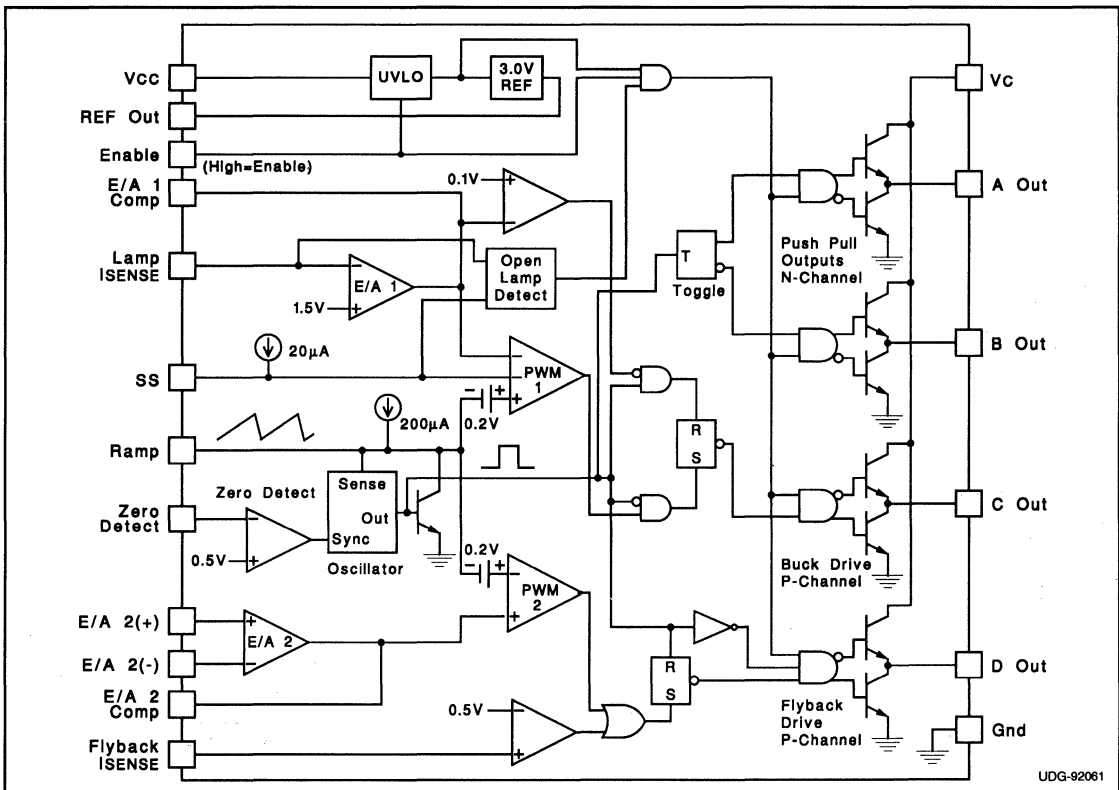 Vcc
REF Out
Enable
(High=Enable)
E/A 1
Comp
Lamp
ISENSE
SS
Ramp
Zero
Detect
E/A 2(+)
E/A 2(-)
E/A 2
Comp
Flyback
ISENSE
UVLO
3.0V
REF
0.1V
E/A 1
1.5V
Open
Lamp
Detect
20μA
PWM
1
0.2V
200μA
Zero Detect
0.5V
Sense
Out
Sync
Oscillator
0.2V
PWM
2
E/A 2
0.5V
T
Toggle
R
S
R
S
Push Pull
Outputs
N-Channel
Buck Drive
P-Channel
Flyback
Drive
P-Channel
Vc
A Out
B Out
C Out
D Out
Gnd
UDG-92061